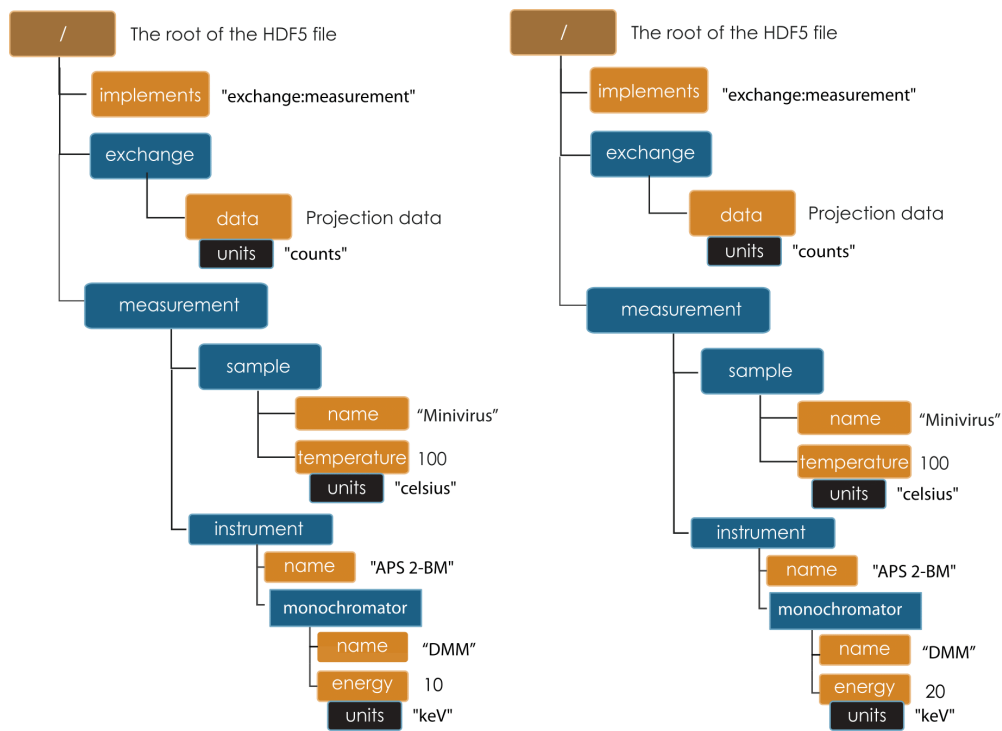 / The root of the HDF5 file
implements "exchange:measurement"
exchange
data Projection data
units "counts"
measurement
sample
name “Minivirus”
temperature 100
units "celsius"
instrument
name "APS 2-BM"
monochromator
name “DMM”
energy 10
units "keV"
/ The root of the HDF5 file
implements "exchange:measurement"
exchange
data Projection data
units "counts"
measurement
sample
name “Minivirus”
temperature 100
units "celsius"
instrument
name "APS 2-BM"
monochromator
name “DMM”
energy 20
units "keV"